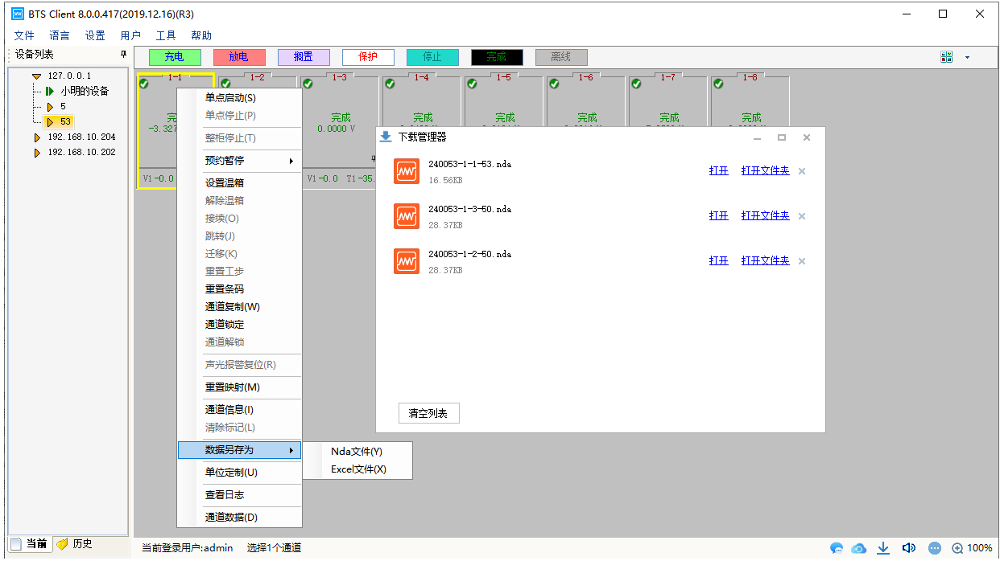 BTS Client 8.0.0.417(2019.12.16)(R3)
文件 语言 设置 用户 工具 帮助
设备列表
充电 放电 搁置 保护 停止 完成 离线
127.0.0.1
小明的设备
5
53
192.168.10.204
192.168.10.202
1-1 1-2 1-3 1-4 1-5 1-6 1-7 1-8
完成 完成 完成 完成 完成 完成 完成
-3.327 0.0000 V
V1-0.0 V1-0.0 T1-35.
单点启动(S)
单点停止(P)
整柜停止(T)
预约暂停
设置温箱
解除温箱
接续(O)
跳转(J)
迁移(K)
重置工步
重置条码
通道复制(W)
通道锁定
通道解锁
声光报警复位(R)
重置映射(M)
通道信息(I)
清除标记(L)
数据另存为
单位定制(U)
查看日志
通道数据(D)
Nda文件(Y)
Excel文件(X)
下载管理器
240053-1-1-53.nda
16.56KB
打开 打开文件夹
240053-1-3-50.nda
28.37KB
打开 打开文件夹
240053-1-2-50.nda
28.37KB
打开 打开文件夹
清空列表
当前 历史
当前登录用户:admin 选择1个通道
100%